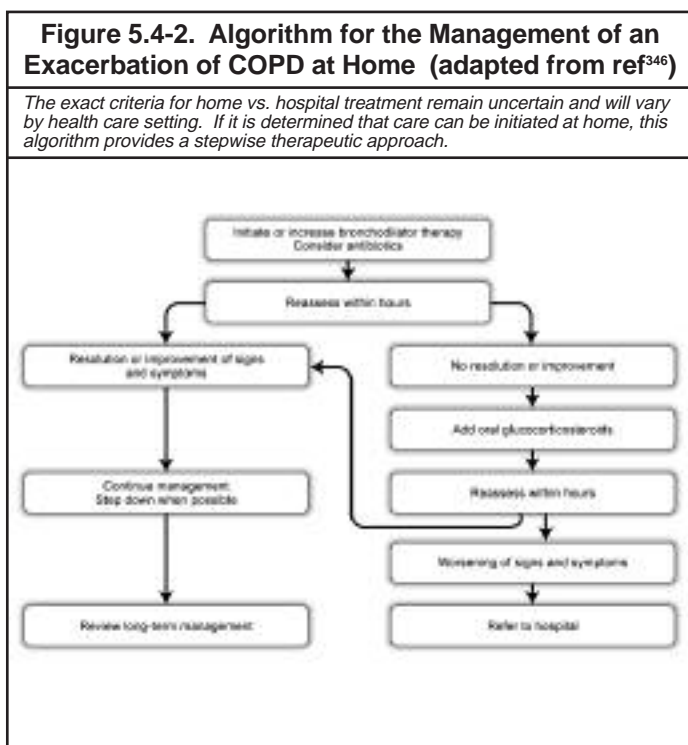 Figure 5.4-2. Algorithm for the Management of an
Exacerbation of COPD at Home (adapted from ref346)
The exact criteria for home vs. hospital treatment remain uncertain and will vary
by health care setting. If it is determined that care can be initiated at home, this
algorithm provides a stepwise therapeutic approach.
Initiate or increase bronchodilator therapy
Consider antibiotics
Reassess within hours
Resolution or improvement of signs
and symptoms
No resolution or improvement
Add oral glucocorticosteroids
Continue management
Step down when possible
Reassess within hours
Worsening of signs and symptoms
Review long-term management
Refer to hospital